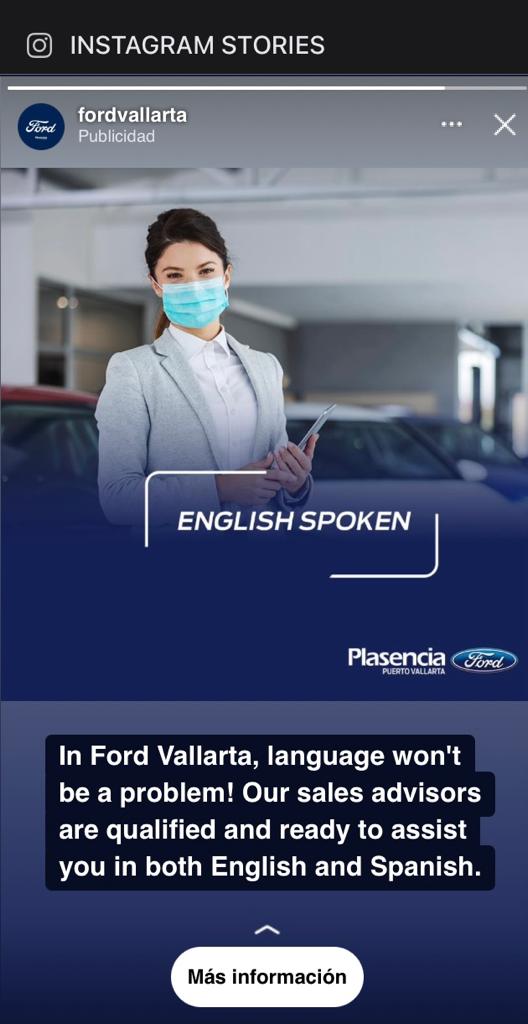 INSTAGRAM STORIES
fordvallarta
Publicidad
Ford
ENGLISH SPOKEN
Plasencia Ford
PUERTO VALLARTA
In Ford Vallarta, language won't
be a problem! Our sales advisors
are qualified and ready to assist
you in both English and Spanish.
Más información